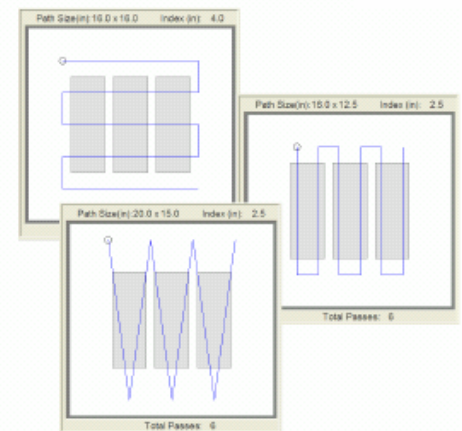 Path Size(in): 16.0 x 16.0 Index (in): 4.0
Path Size(in): 16.0 x 12.5 Index (in): 2.5
Total Passes: 6
Path Size(in): 20.0 x 15.0 Index (in): 2.5
Total Passes: 6